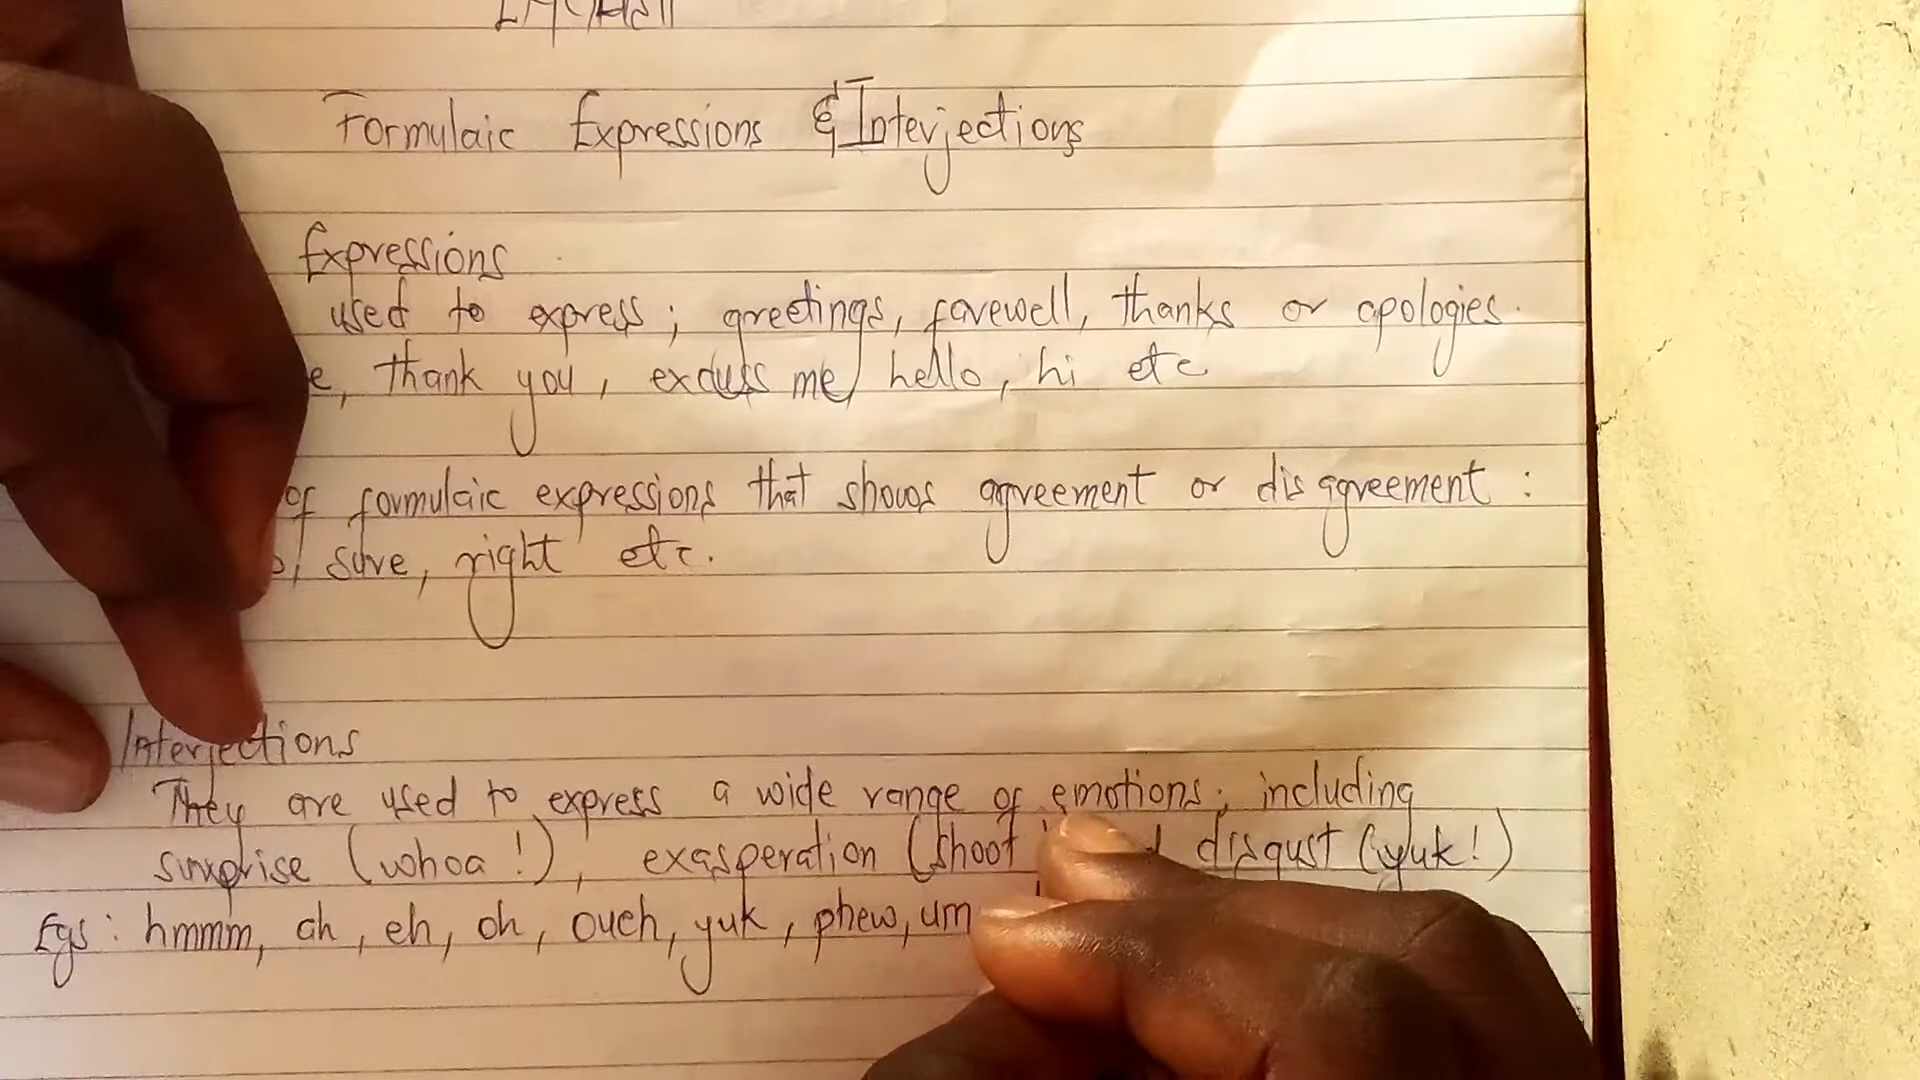 Formulaic Expressions & Interjections
Expressions
used to express; greetings, farewell, thanks or apologies.
thank you, excuss me, hello, hi etc
of formulaic expressions that shows agreement or disagreement :
sure, right etc.
Interjections
They are used to express a wide range of emotions; including
surprise (whoa!), exasperation (shoot disgust (yuk!)
Egs: hmmm, ah, eh, oh, ouch, yuk, phew, um